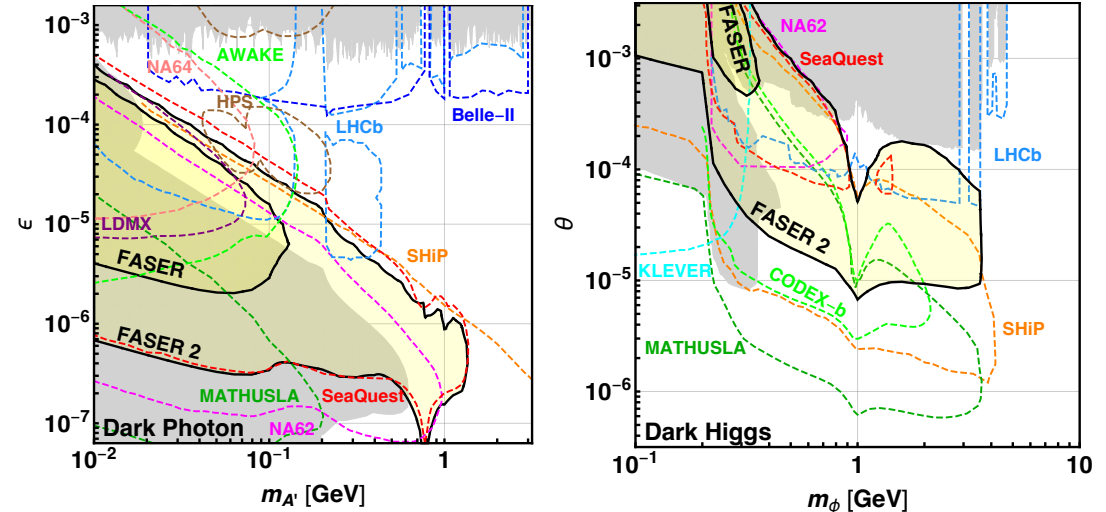 10⁻³
10⁻⁴
10⁻⁵
10⁻⁶
10⁻⁷
ϵ
NA64
AWAKE
HPS
LHCb
Belle−II
LDMX
FASER
SHiP
FASER 2
MATHUSLA
SeaQuest
NA62
Dark Photon
10⁻²
10⁻¹
1
m_A' [GeV]
10⁻³
10⁻⁴
10⁻⁵
10⁻⁶
θ
FASER
NA62
SeaQuest
LHCb
FASER 2
KLEVER
CODEX−b
MATHUSLA
SHiP
Dark Higgs
10⁻¹
1
10
m_ϕ [GeV]